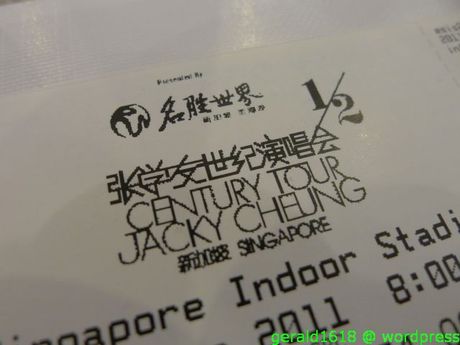 Presented By
名胜世界
1/2
张学友世纪演唱会
CENTURY TOUR
JACKY CHEUNG
新加坡 SINGAPORE
Singapore Indoor Stadi
2011 8:00
gerald1618 @ wordpress